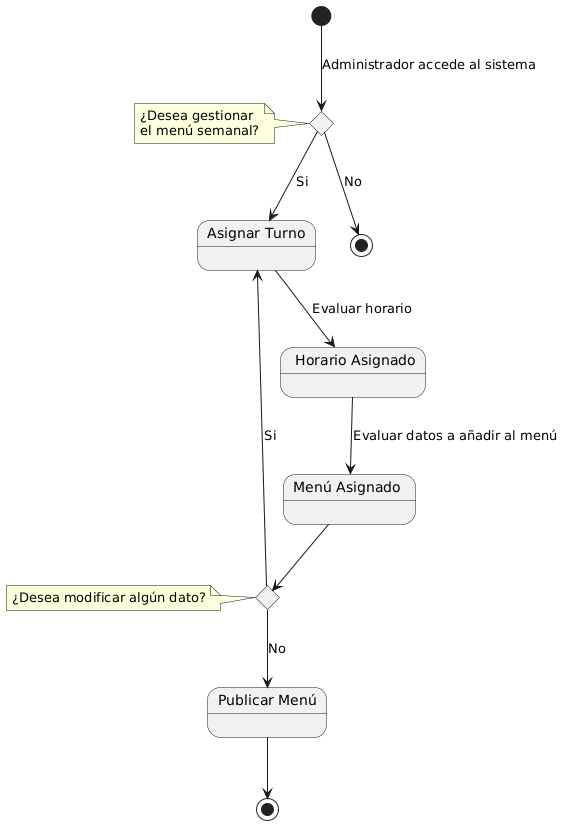 Administrador accede al sistema
¿Desea gestionar
el menú semanal?
Si
No
Asignar Turno
Evaluar horario
Horario Asignado
Si
Evaluar datos a añadir al menú
Menú Asignado
¿Desea modificar algún dato?
No
Publicar Menú